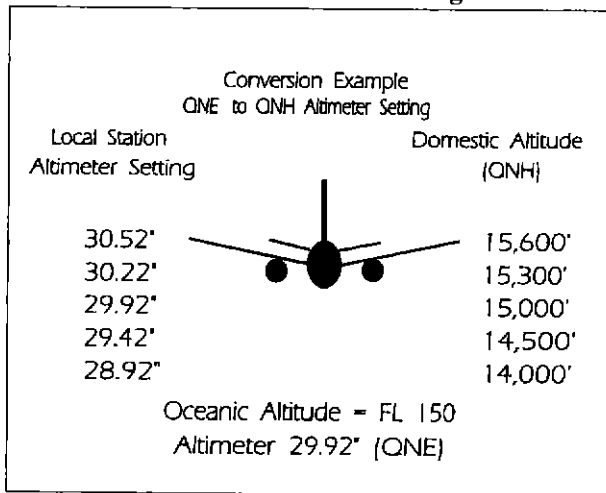 Conversion Example
QNE to QNH Altimeter Setting
Local Station Domestic Altitude
Altimeter Setting (QNH)
30.52" 15,600'
30.22" 15,300'
29.92" 15,000'
29.42" 14,500'
28.92" 14,000'
Oceanic Altitude = FL 150
Altimeter 29.92" (QNE)